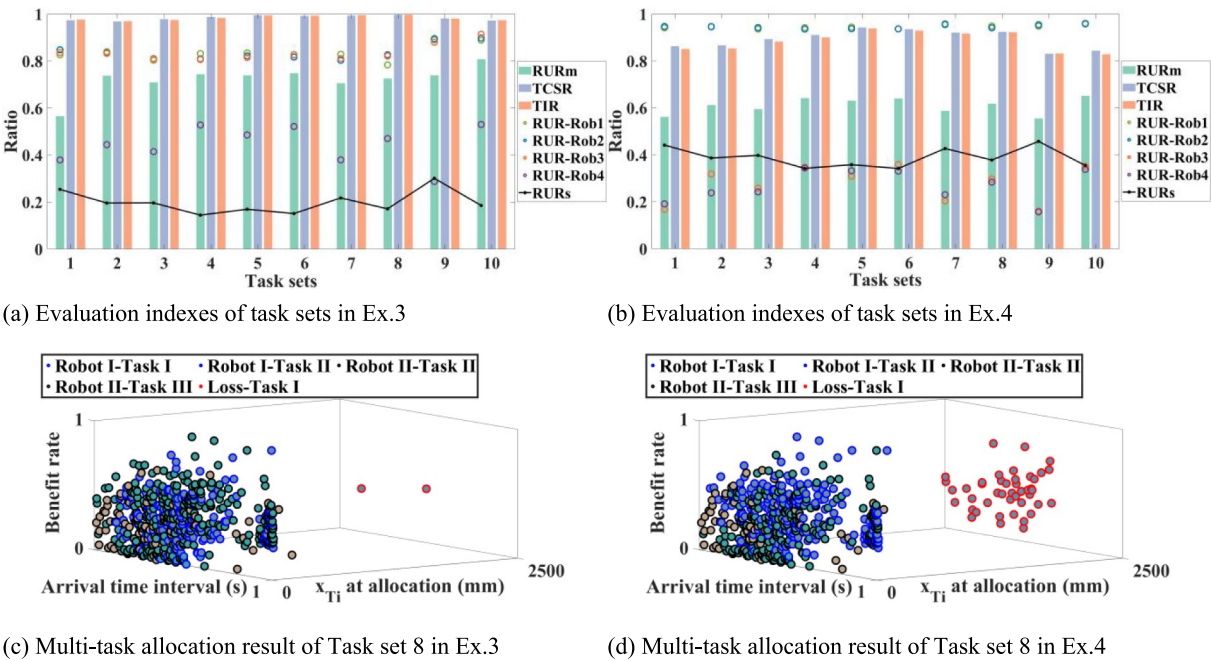 1
0.8
0.6
0.4
0.2
0
Ratio
1 2 3 4 5 6 7 8 9 10
Task sets
RURm
TCSR
TIR
RUR-Rob1
RUR-Rob2
RUR-Rob3
RUR-Rob4
RURs
(a) Evaluation indexes of task sets in Ex.3
1
0.8
0.6
0.4
0.2
0
Ratio
1 2 3 4 5 6 7 8 9 10
Task sets
RURm
TCSR
TIR
RUR-Rob1
RUR-Rob2
RUR-Rob3
RUR-Rob4
RURs
(b) Evaluation indexes of task sets in Ex.4
Robot I-Task I Robot I-Task II Robot II-Task II
Robot II-Task III Loss-Task I
1
Benefit rate
0
Arrival time interval (s) 1 0 x_Ti at allocation (mm) 2500
(c) Multi-task allocation result of Task set 8 in Ex.3
Robot I-Task I Robot I-Task II Robot II-Task II
Robot II-Task III Loss-Task I
1
Benefit rate
0
Arrival time interval (s) 1 0 x_Ti at allocation (mm) 2500
(d) Multi-task allocation result of Task set 8 in Ex.4